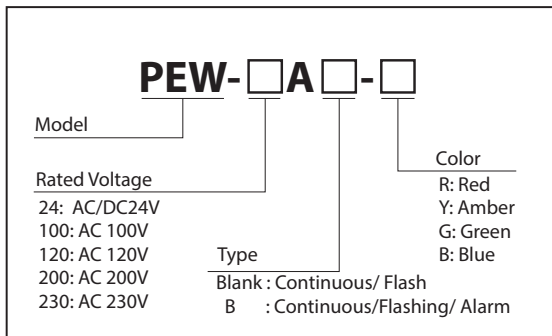 PEW-□A□-□
Model
Rated Voltage
24: AC/DC24V
100: AC 100V
120: AC 120V
200: AC 200V
230: AC 230V
Type
Blank : Continuous/ Flash
B : Continuous/Flashing/ Alarm
Color
R: Red
Y: Amber
G: Green
B: Blue